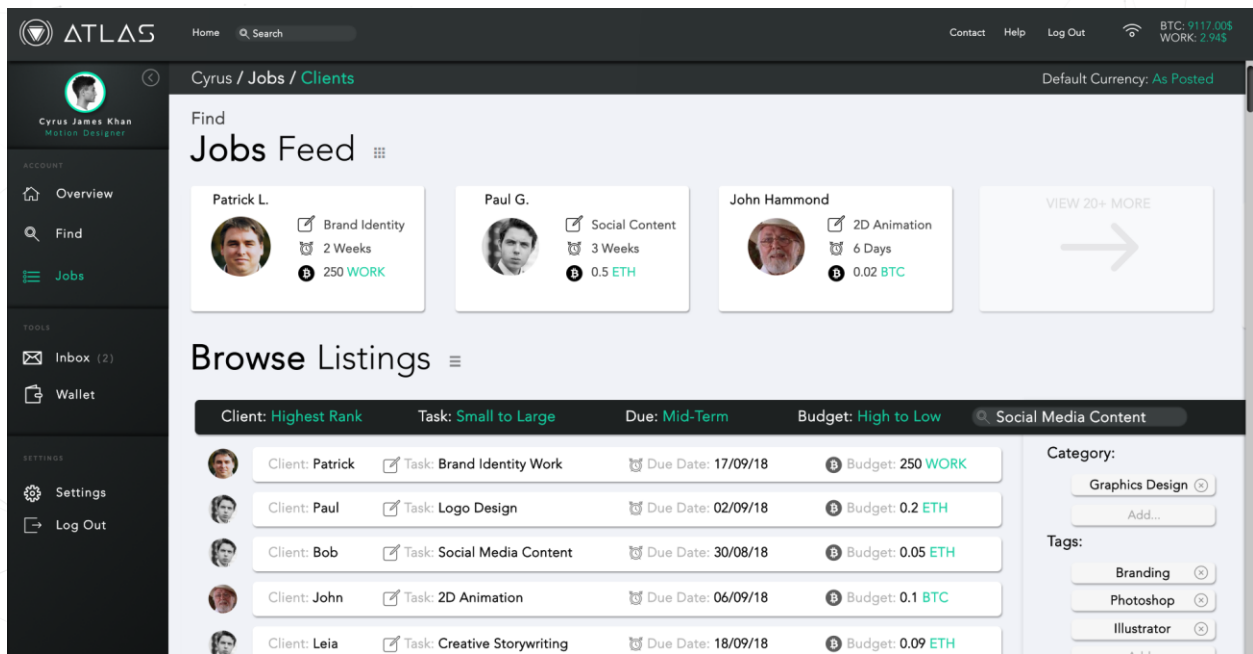 ATLAS
Home
Search
Contact Help Log Out
BTC: 9117.00$
WORK: 2.94$
Cyrus James Khan
Motion Designer
ACCOUNT
Overview
Find
Jobs
TOOLS
Inbox (2)
Wallet
SETTINGS
Settings
Log Out
Cyrus / Jobs / Clients
Default Currency: As Posted
Find
Jobs Feed
Patrick L.
Brand Identity
2 Weeks
250 WORK
Paul G.
Social Content
3 Weeks
0.5 ETH
John Hammond
2D Animation
6 Days
0.02 BTC
VIEW 20+ MORE
Browse Listings
Client: Highest Rank Task: Small to Large Due: Mid-Term Budget: High to Low Social Media Content
Client: Patrick Task: Brand Identity Work Due Date: 17/09/18 Budget: 250 WORK
Client: Paul Task: Logo Design Due Date: 02/09/18 Budget: 0.2 ETH
Client: Bob Task: Social Media Content Due Date: 30/08/18 Budget: 0.05 ETH
Client: John Task: 2D Animation Due Date: 06/09/18 Budget: 0.1 BTC
Client: Leia Task: Creative Storywriting Due Date: 18/09/18 Budget: 0.09 ETH
Category:
Graphics Design
Add...
Tags:
Branding
Photoshop
Illustrator